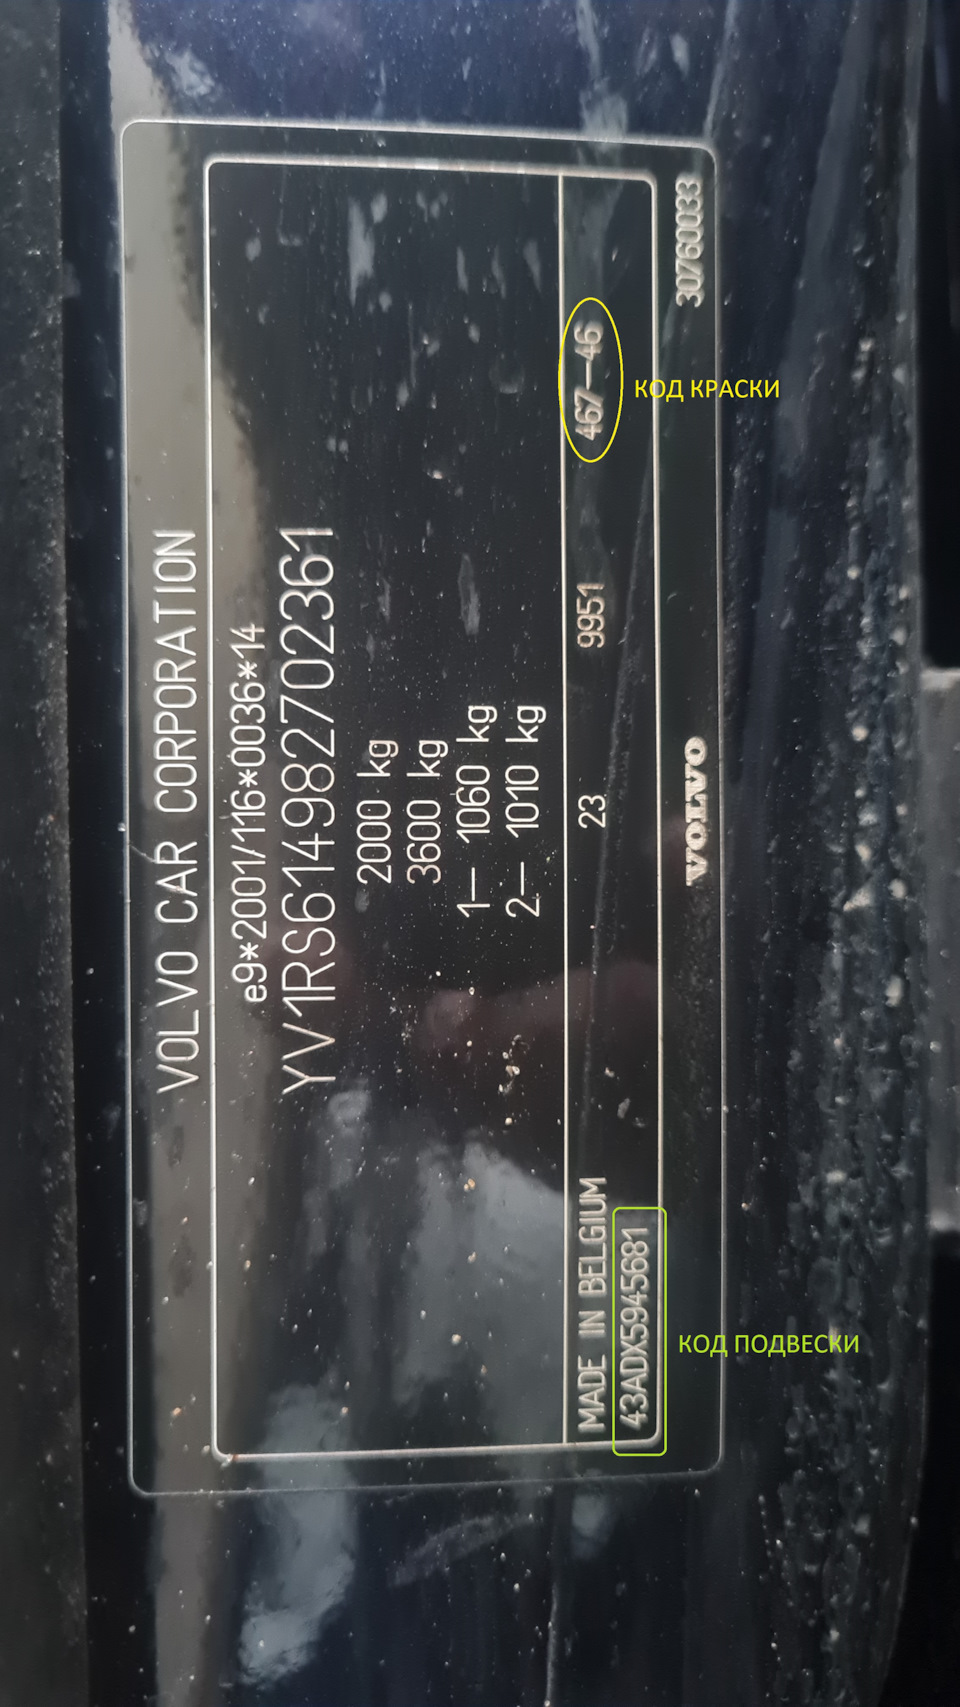 VOLVO CAR CORPORATION
e9*2001/116*0036*14
YV1RS614982702361
2000 kg
3600 kg
1— 1060 kg
2— 1010 kg
MADE IN BELGIUM 23 9951 467—46
43ADX5945681
VOLVO 30760033
КОД КРАСКИ
КОД ПОДВЕСКИ